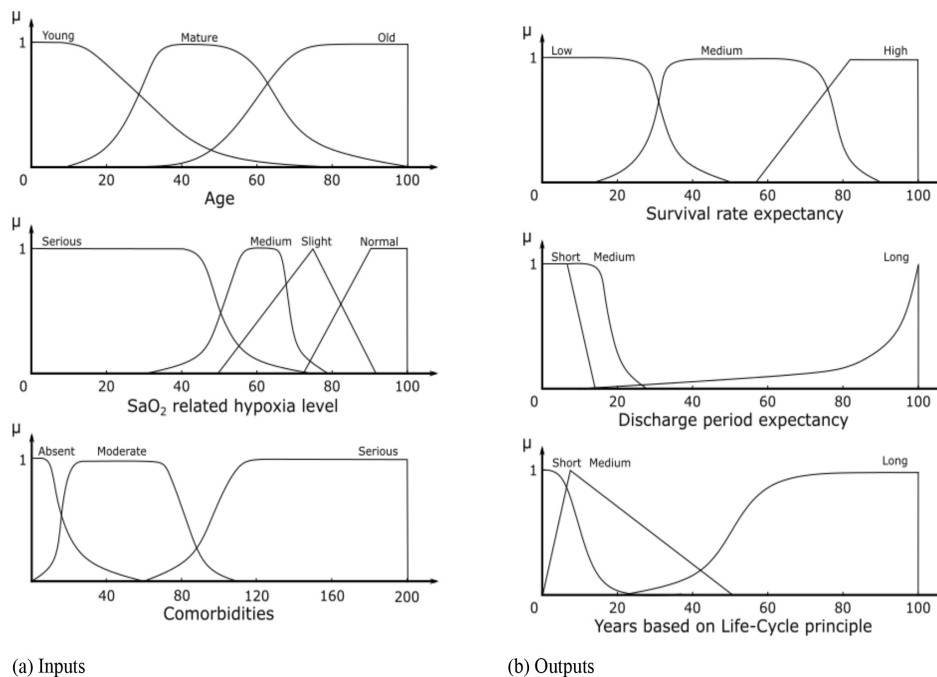 μ
Young Mature Old
1
0 20 40 60 80 100
Age
Serious Medium Slight Normal
1
0 20 40 60 80 100
SaO₂ related hypoxia level
μ
Absent Moderate Serious
1
0 40 80 120 160 200
Comorbidities
(a) Inputs
μ
Low Medium High
1
0 20 40 60 80 100
Survival rate expectancy
μ
Short Medium Long
1
0 20 40 60 80 100
Discharge period expectancy
μ
Short Medium Long
1
0 20 40 60 80 100
Years based on Life-Cycle principle
(b) Outputs